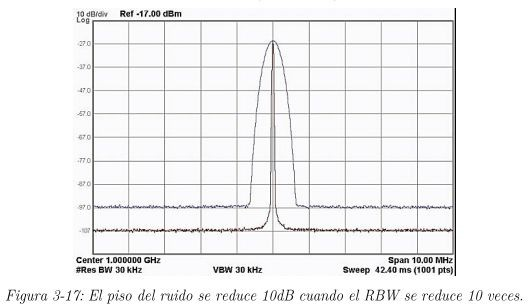 10 dB/div Ref -17.00 dBm
Log
-27.0
-37.0
-47.0
-57.0
-67.0
-77.0
-87.0
-97.0
-107
Center 1.000000 GHz Span 10.00 MHz
#Res BW 30 kHz VBW 30 kHz Sweep 42.40 ms (1001 pts)
Figura 3-17: El piso del ruido se reduce 10dB cuando el RBW se reduce 10 veces.